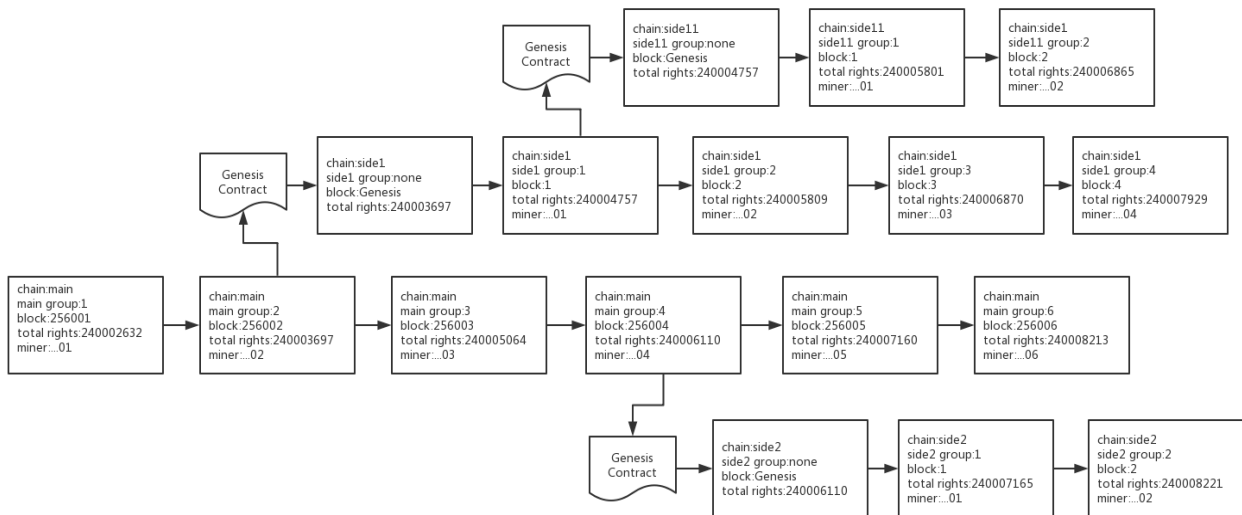 Genesis
Contract
chain:side11
side11 group:none
block:Genesis
total rights:240004757
chain:side11
side11 group:1
block:1
total rights:240005801
miner:...01
chain:side1
side11 group:2
block:2
total rights:240006865
miner:...02
Genesis
Contract
chain:side1
side1 group:none
block:Genesis
total rights:240003697
chain:side1
side1 group:1
block:1
total rights:240004757
miner:...01
chain:side1
side1 group:2
block:2
total rights:240005809
miner:...02
chain:side1
side1 group:3
block:3
total rights:240006870
miner:...03
chain:side1
side1 group:4
block:4
total rights:240007929
miner:...04
chain:main
main group:1
block:256001
total rights:240002632
miner:...01
chain:main
main group:2
block:256002
total rights:240003697
miner:...02
chain:main
main group:3
block:256003
total rights:240005064
miner:...03
chain:main
main group:4
block:256004
total rights:240006110
miner:...04
chain:main
main group:5
block:256005
total rights:240007160
miner:...05
chain:main
main group:6
block:256006
total rights:240008213
miner:...06
Genesis
Contract
chain:side2
side2 group:none
block:Genesis
total rights:240006110
chain:side2
side2 group:1
block:1
total rights:240007165
miner:...01
chain:side2
side2 group:2
block:2
total rights:240008221
miner:...02